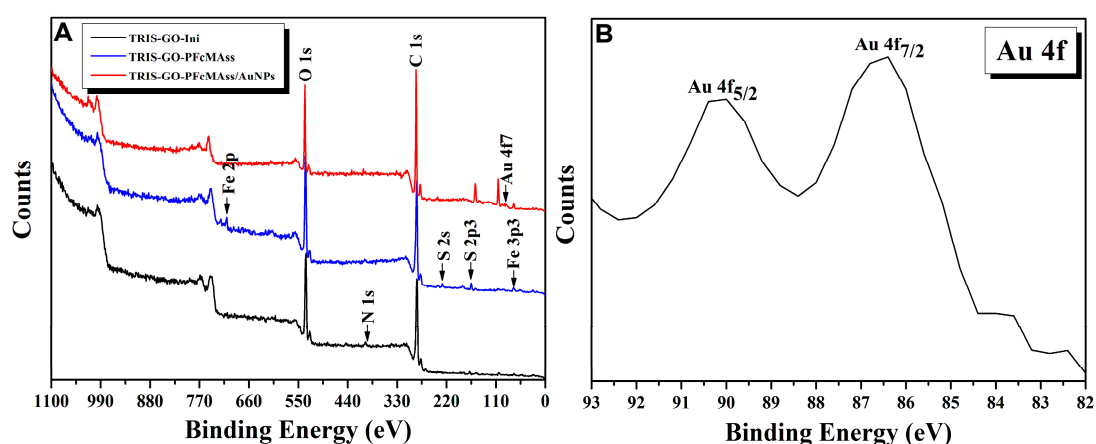 A
TRIS-GO-Ini
TRIS-GO-PFcMAss
TRIS-GO-PFcMAss/AuNPs
O 1s
C 1s
Fe 2p
Au 4f7
N 1s
S 2s
S 2p3
Fe 3p3
Counts
1100 990 770 660 550 440 330 220 110 0
Binding Energy (eV)
B
Au 4f
Au 4f5/2
Au 4f7/2
Counts
93 92 91 90 89 88 87 86 85 84 83 82
Binding Energy (eV)